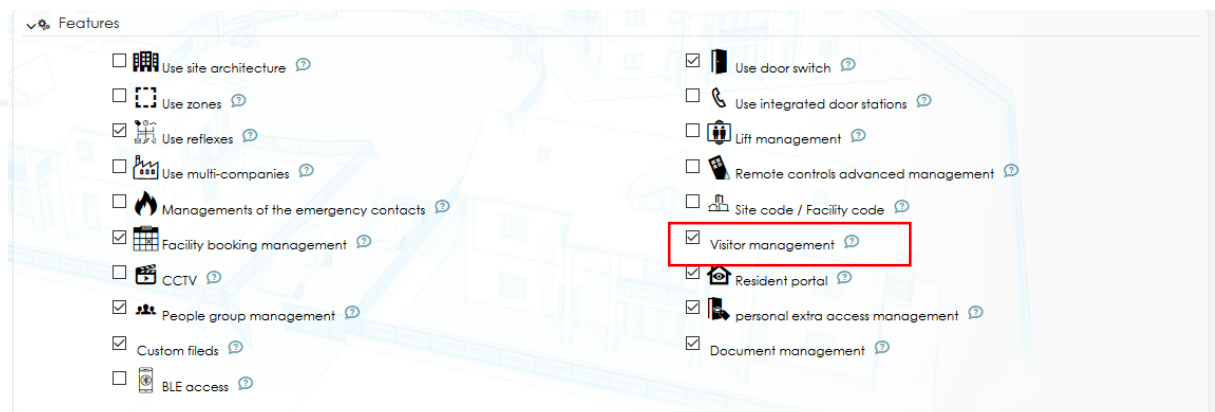 Features
Use site architecture
Use zones
Use reflexes
Use multi-companies
Managements of the emergency contacts
Facility booking management
CCTV
People group management
Custom fileds
BLE access
Use door switch
Use integrated door stations
Lift management
Remote controls advanced management
Site code / Facility code
Visitor management
Resident portal
personal extra access management
Document management